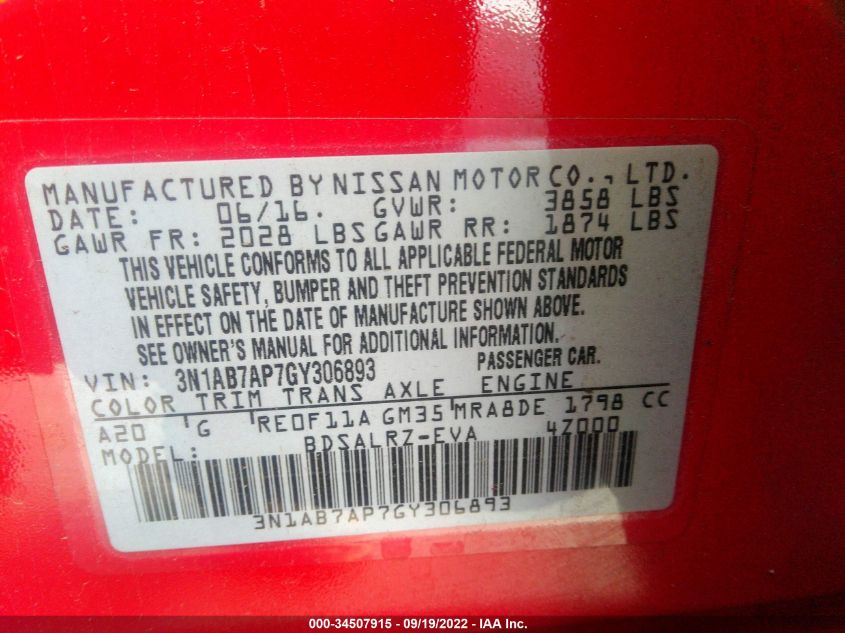 MANUFACTURED BY NISSAN MOTOR CO., LTD.
DATE: 06/16. GVWR: 3858 LBS
GAWR FR: 2028 LBS GAWR RR: 1874 LBS
THIS VEHICLE CONFORMS TO ALL APPLICABLE FEDERAL MOTOR
VEHICLE SAFETY, BUMPER AND THEFT PREVENTION STANDARDS
IN EFFECT ON THE DATE OF MANUFACTURE SHOWN ABOVE.
SEE OWNER'S MANUAL FOR ADDITIONAL INFORMATION.
VIN: 3N1AB7AP7GY306893 PASSENGER CAR.
COLOR TRIM TRANS AXLE ENGINE
A20 G RE0F11A GM35 MRA8DE 1798 CC
MODEL: BDSALRZ-EVA 4Z000
3N1AB7AP7GY306893
000-34507915 - 09/19/2022 - IAA Inc.